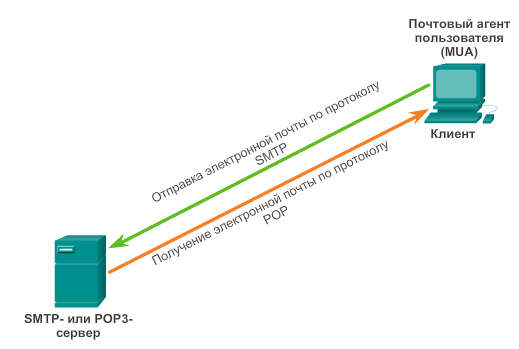 Почтовый агент
пользователя
(MUA)
Клиент
Отправка электронной почты по протоколу
SMTP
Получение электронной почты по протоколу
POP
SMTP- или POP3-
сервер